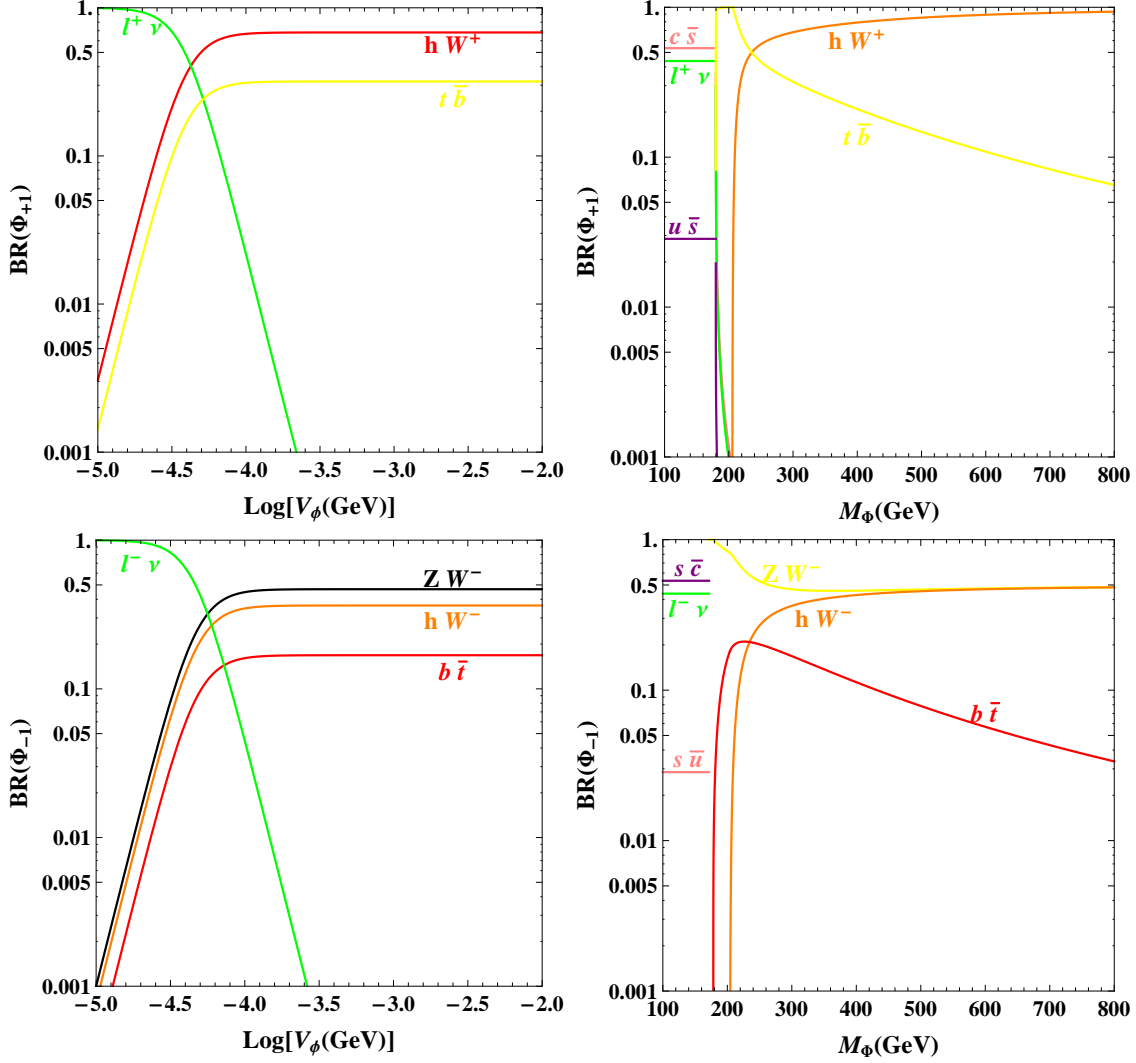 1.
0.5
0.1
0.05
0.01
0.005
0.001
BR(Φ₊₁)
l⁺ ν
h W⁺
t b̅
−5.0 −4.5 −4.0 −3.5 −3.0 −2.5 −2.0
Log[V_ϕ(GeV)]
1.
0.5
0.1
0.05
0.01
0.005
0.001
BR(Φ₊₁)
c s̅
l⁺ ν
h W⁺
t b̅
u s̅
100 200 300 400 500 600 700 800
M_Φ(GeV)
1.
0.5
0.1
0.05
0.01
0.005
0.001
BR(Φ₋₁)
l⁻ ν
Z W⁻
h W⁻
b t̅
−5.0 −4.5 −4.0 −3.5 −3.0 −2.5 −2.0
Log[V_ϕ(GeV)]
1.
0.5
0.1
0.05
0.01
0.005
0.001
BR(Φ₋₁)
s c̅
l⁻ ν
Z W⁻
h W⁻
b t̅
s u̅
100 200 300 400 500 600 700 800
M_Φ(GeV)